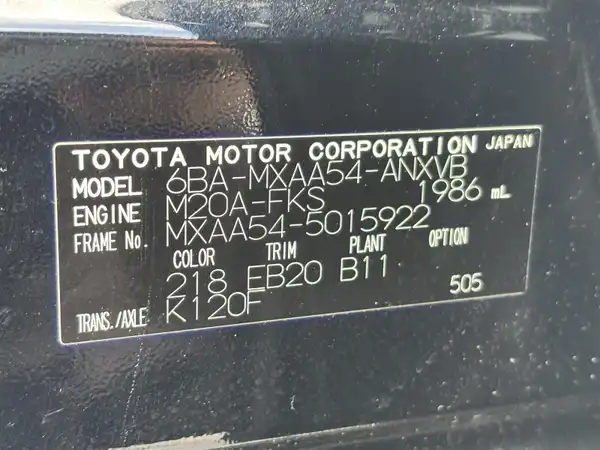 TOYOTA MOTOR CORPORATION JAPAN
MODEL 6BA-MXAA54-ANXVB
ENGINE M20A-FKS 1986 mL
FRAME No. MXAA54-5015922
COLOR TRIM PLANT OPTION
218 EB20 B11 505
TRANS./AXLE K120F